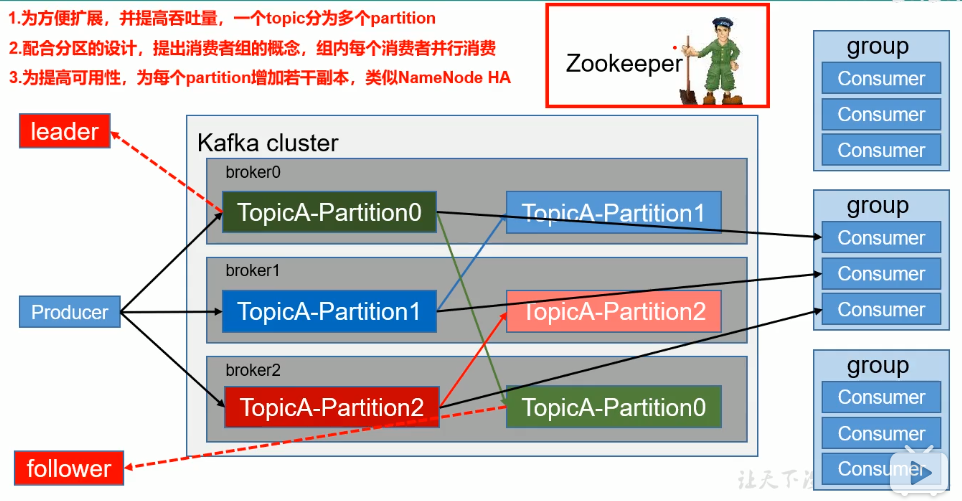 1.为方便扩展，并提高吞吐量，一个topic分为多个partition
2.配合分区的设计，提出消费者组的概念，组内每个消费者并行消费
3.为提高可用性，为每个partition增加若干副本，类似NameNode HA
Zookeeper
group
Consumer
Consumer
Consumer
leader
Kafka cluster
broker0
TopicA-Partition0
TopicA-Partition1
group
Consumer
Consumer
Consumer
broker1
Producer
TopicA-Partition1
TopicA-Partition2
broker2
TopicA-Partition2
TopicA-Partition0
group
Consumer
Consumer
Consumer
follower
让天下